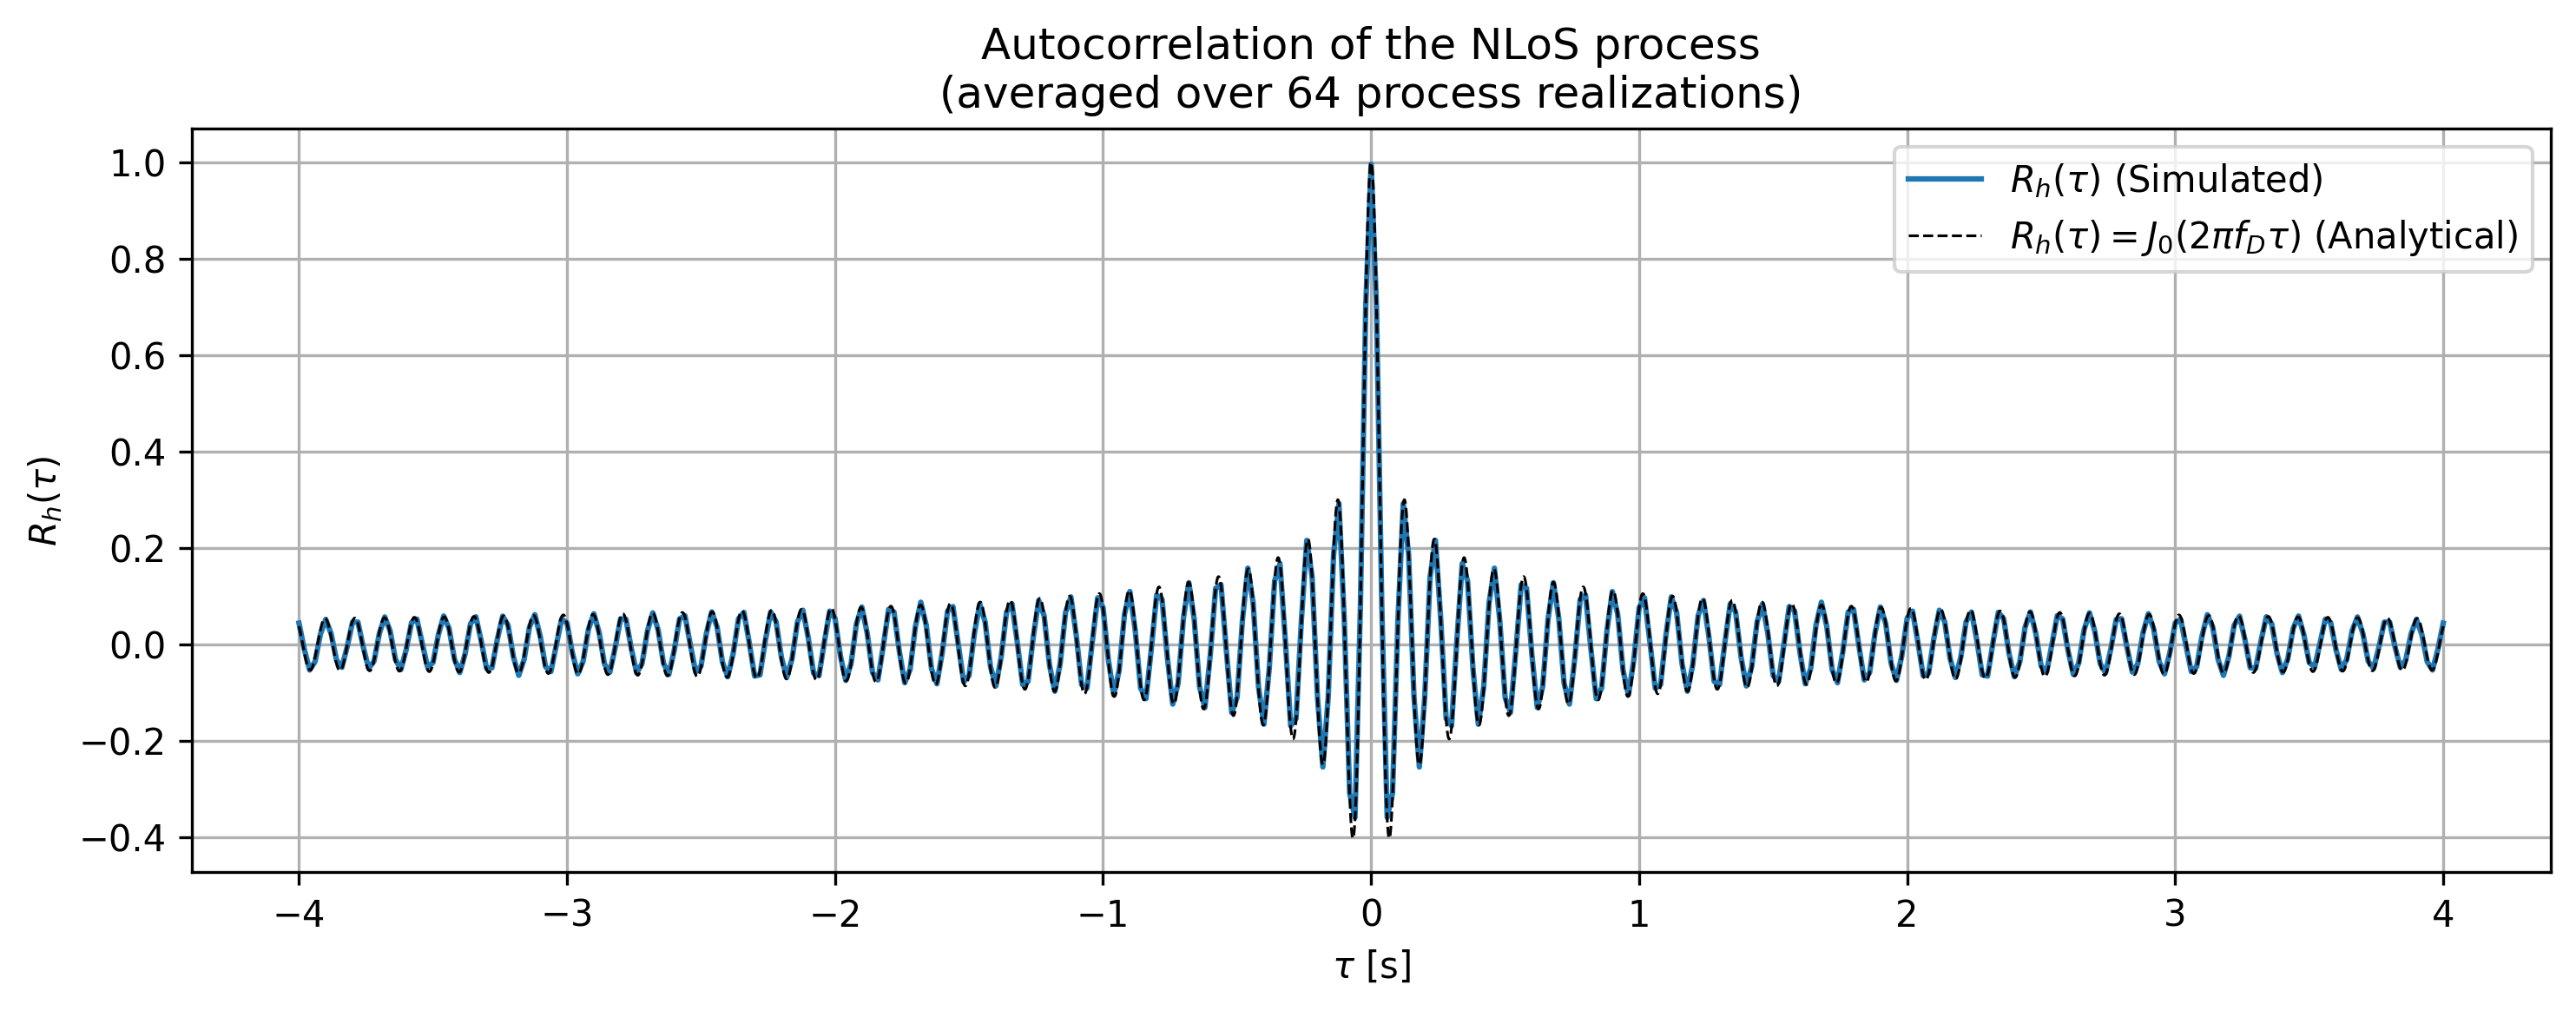 Autocorrelation of the NLoS process
(averaged over 64 process realizations)
R_h(τ) (Simulated)
R_h(τ) = J_0(2πf_Dτ) (Analytical)
R_h(τ)
1.0
0.8
0.6
0.4
0.2
0.0
−0.2
−0.4
−4 −3 −2 −1 0 1 2 3 4
τ [s]